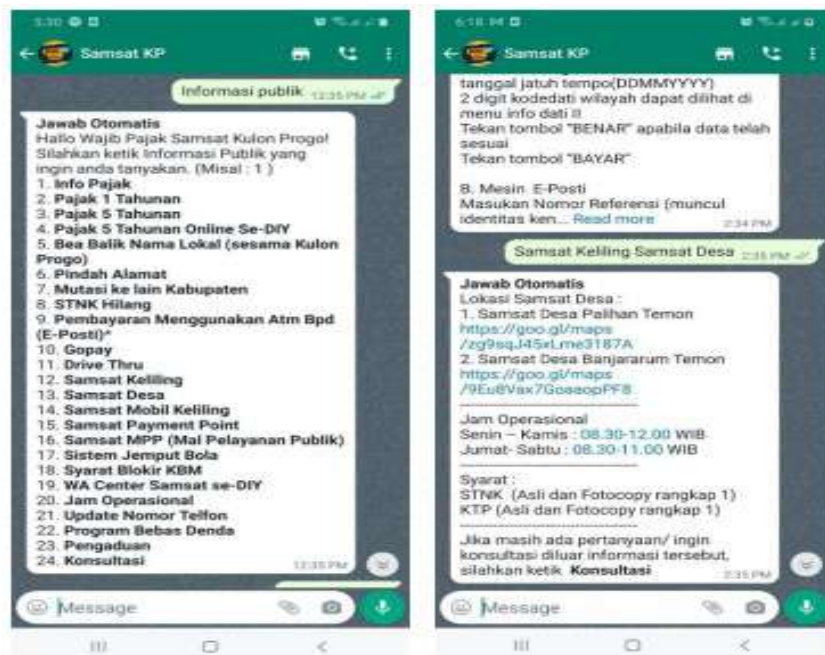 5:30
Samsat KP
Informasi publik 12:35 PM
Jawab Otomatis
Hallo Wajib Pajak Samsat Kulon Progo!
Silahkan ketik Informasi Publik yang
ingin anda tanyakan. (Misal : 1 )
1. Info Pajak
2. Pajak 1 Tahunan
3. Pajak 5 Tahunan
4. Pajak 5 Tahunan Online Se-DIY
5. Bea Balik Nama Lokal (sesama Kulon
Progo)
6. Pindah Alamat
7. Mutasi ke lain Kabupaten
8. STNK Hilang
9. Pembayaran Menggunakan Atm Bpd
(E-Posti)*
10. Gopay
11. Drive Thru
12. Samsat Keliling
13. Samsat Desa
14. Samsat Mobil Keliling
15. Samsat Payment Point
16. Samsat MPP (Mal Pelayanan Publik)
17. Sistem Jemput Bola
18. Syarat Blokir KBM
19. WA Center Samsat se-DIY
20. Jam Operasional
21. Update Nomor Telfon
22. Program Bebas Denda
23. Pengaduan
24. Konsultasi
12:35 PM
Message
6:18 PM
Samsat KP
tanggal jatuh tempo(DDMMYYYY)
2 digit kodedati wilayah dapat dilihat di
menu info dati II
Tekan tombol "BENAR" apabila data telah
sesuai
Tekan tombol "BAYAR"
8. Mesin E-Posti
Masukan Nomor Referensi (muncul
identitas ken... Read more 2:34 PM
Samsat Keliling Samsat Desa 2:35 PM
Jawab Otomatis
Lokasi Samsat Desa :
1. Samsat Desa Palihan Temon
https://goo.gl/maps
/zg9sqJ45xLme3187A
2. Samsat Desa Banjararum Temon
https://goo.gl/maps
/9Eu8Vax7GoaaopPF8
Jam Operasional
Senin – Kamis : 08.30-12.00 WIB
Jumat- Sabtu : 08.30-11.00 WIB
Syarat :
STNK (Asli dan Fotocopy rangkap 1)
KTP (Asli dan Fotocopy rangkap 1)
Jika masih ada pertanyaan/ ingin
konsultasi diluar informasi tersebut,
silahkan ketik Konsultasi 2:35 PM
Message